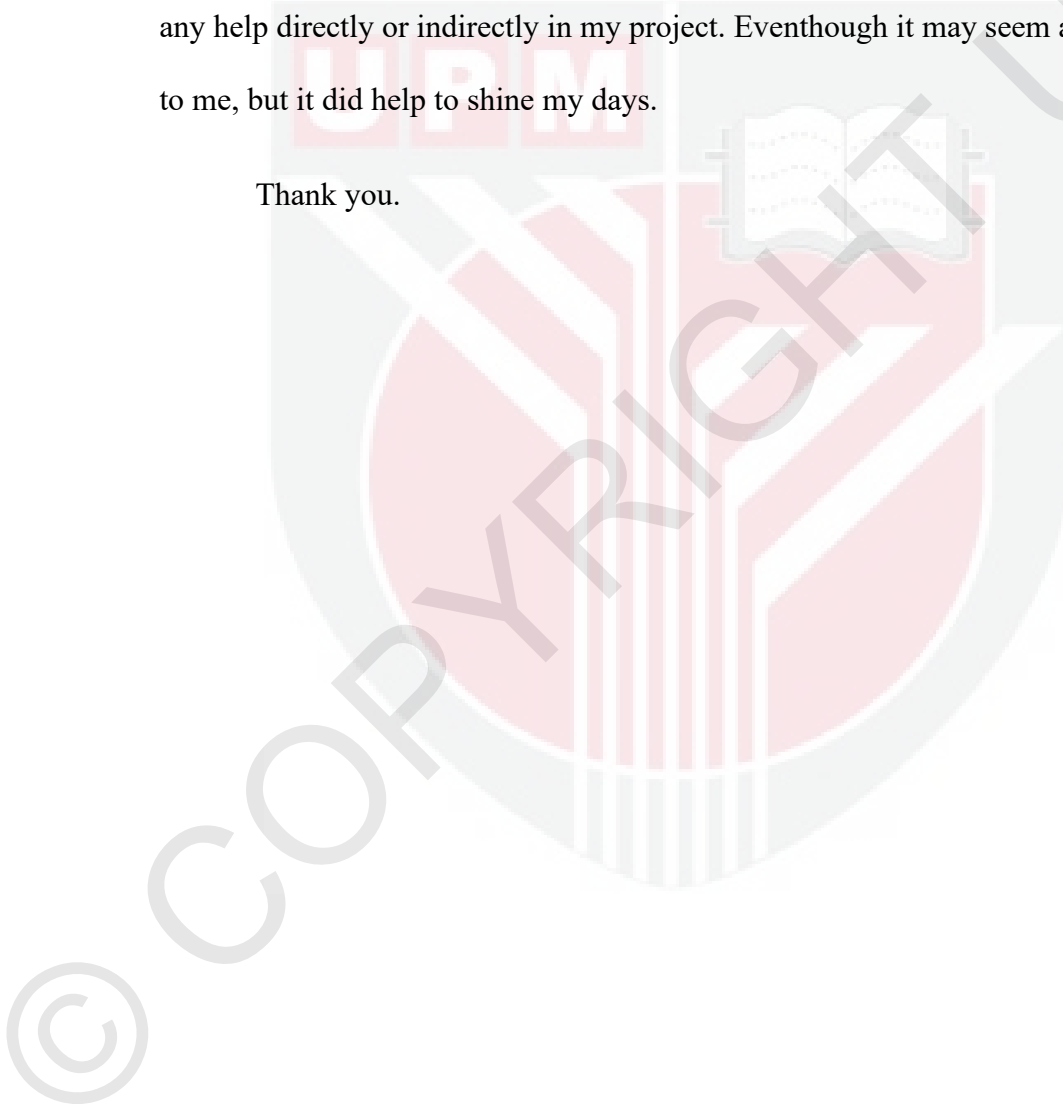 any help directly or indirectly in my project. Eventhough it may seem a
to me, but it did help to shine my days.
UPM
Thank you.
© COPYRIGHT U